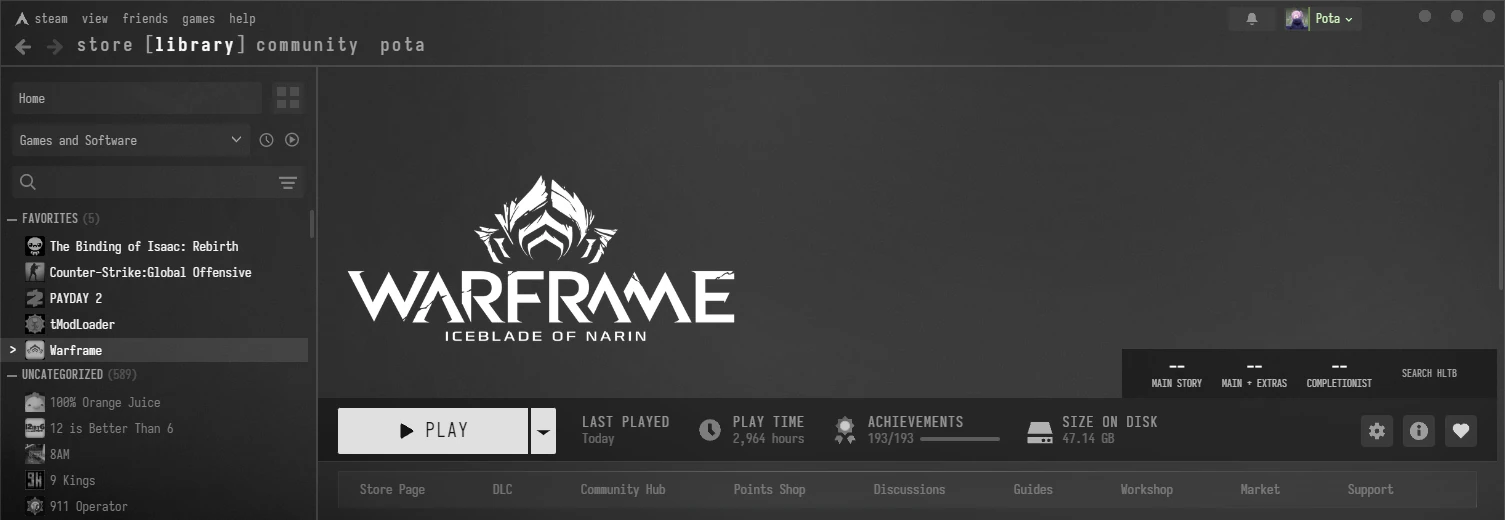 steam view friends games help
Pota
store [library] community pota
Home
Games and Software
FAVORITES (5)
The Binding of Isaac: Rebirth
Counter-Strike:Global Offensive
PAYDAY 2
tModLoader
> Warframe
UNCATEGORIZED (589)
100% Orange Juice
12 is Better Than 6
8AM
9 Kings
911 Operator
WARFRAME
ICEBLADE OF NARIN
-- -- --
MAIN STORY MAIN + EXTRAS COMPLETIONIST SEARCH HLTB
PLAY
LAST PLAYED
Today
PLAY TIME
2,964 hours
ACHIEVEMENTS
193/193
SIZE ON DISK
47.14 GB
Store Page DLC Community Hub Points Shop Discussions Guides Workshop Market Support